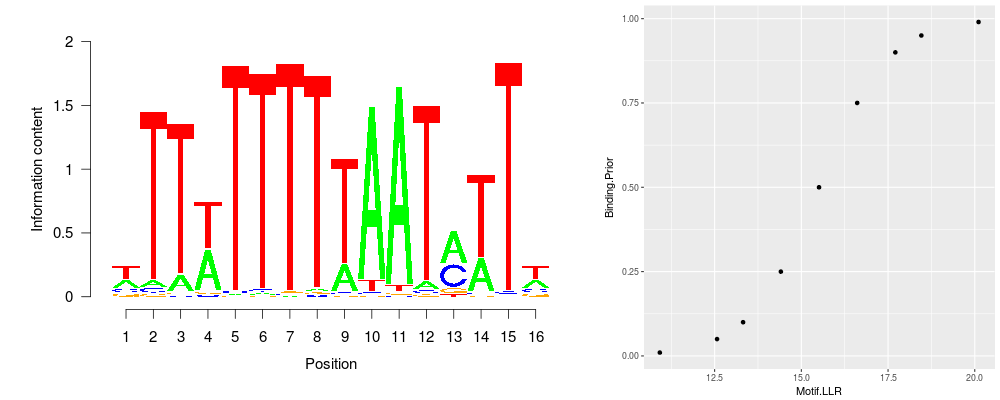 Information content
2
1.5
1
0.5
0
T T T T T T T T T A A T A T T T
A A A A A T T A C A A
1 2 3 4 5 6 7 8 9 10 11 12 13 14 15 16
Position
Binding.Prior
1.00
0.75
0.50
0.25
0.00
12.5 15.0 17.5 20.0
Motif.LLR